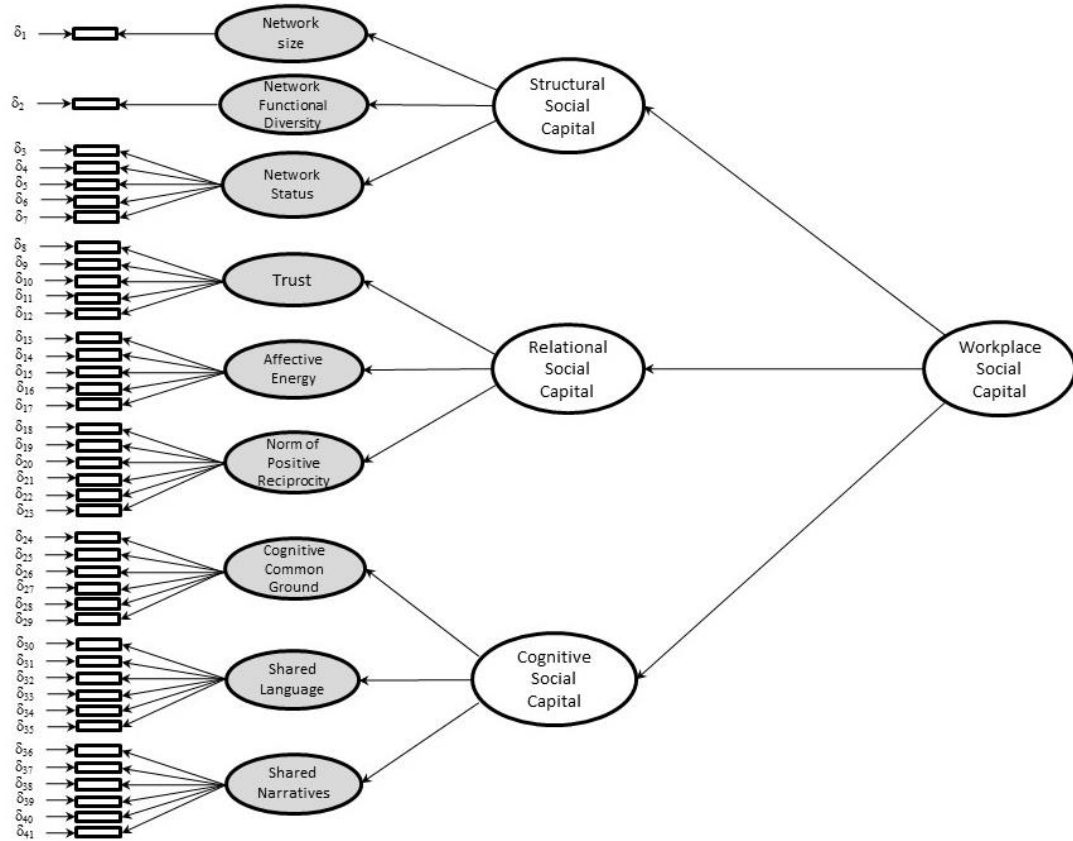 δ1
Network
size
δ2
Network
Functional
Diversity
δ3
δ4
δ5
δ6
δ7
Network
Status
Structural
Social
Capital
δ8
δ9
δ10
δ11
δ12
Trust
δ13
δ14
δ15
δ16
δ17
Affective
Energy
δ18
δ19
δ20
δ21
δ22
δ23
Norm of
Positive
Reciprocity
Relational
Social
Capital
Workplace
Social
Capital
δ24
δ25
δ26
δ27
δ28
δ29
Cognitive
Common
Ground
δ30
δ31
δ32
δ33
δ34
δ35
Shared
Language
δ36
δ37
δ38
δ39
δ40
δ41
Shared
Narratives
Cognitive
Social
Capital